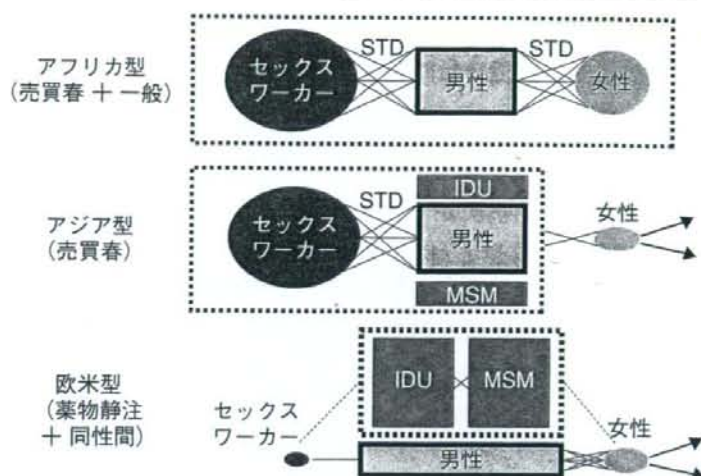 アフリカ型
(売買春 + 一般)
セックス
ワーカー
STD
男性
STD
女性
アジア型
(売買春)
セックス
ワーカー
STD
IDU
男性
MSM
女性
欧米型
(薬物静注
+ 同性間)
セックス
ワーカー
IDU
MSM
男性
女性